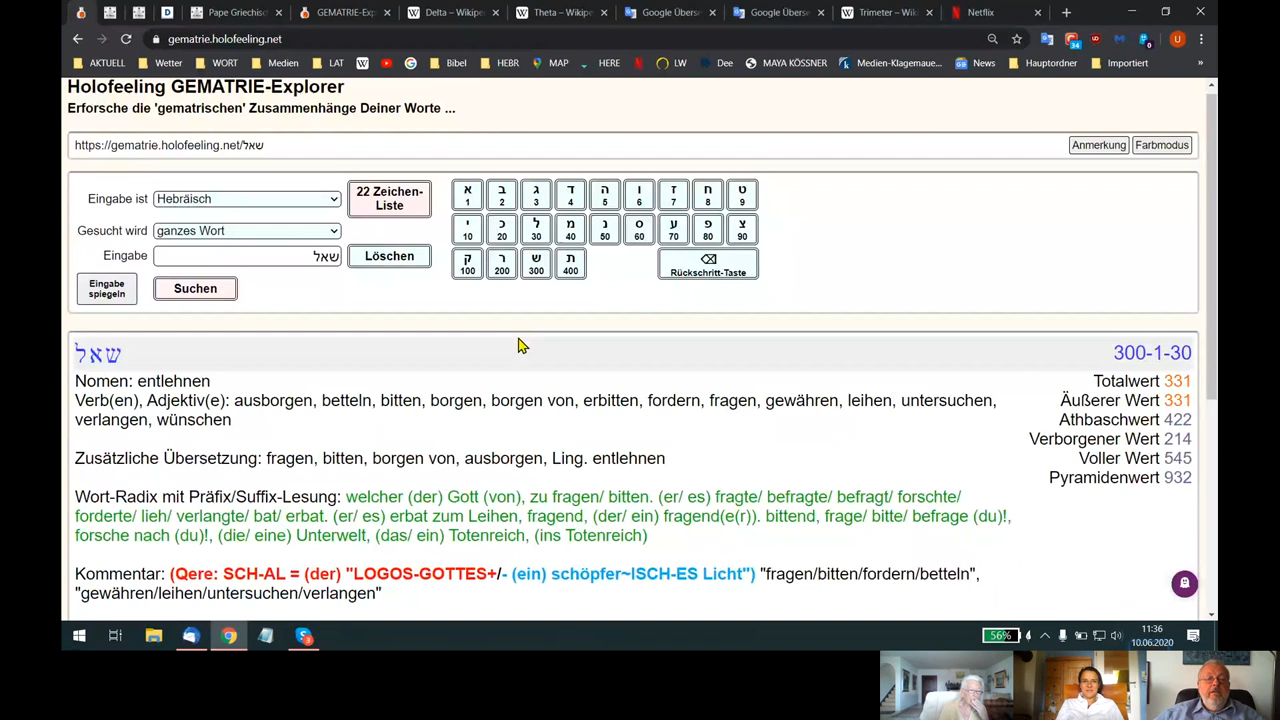 Pape Griechisc
GEMATRIE-Exp
Delta – Wikipe
Theta – Wikipe
Google Überse
Google Überse
Trimeter – Wiki
Netflix
gematrie.holofeeling.net
AKTUELL
Wetter
WORT
Medien
LAT
Bibel
HEBR
MAP
HERE
LW
Dee
MAYA KÖSSNER
Medien-Klagemaue...
News
Hauptordner
Importiert
Holofeeling GEMATRIE-Explorer
Erforsche die 'gematrischen' Zusammenhänge Deiner Worte ...
https://gematrie.holofeeling.net/שאל
Anmerkung
Farbmodus
Eingabe ist Hebräisch
22 Zeichen-
Liste
Gesucht wird ganzes Wort
Eingabe שאל
Löschen
Eingabe
spiegeln
Suchen
א ב ג ד ה ו ז ח ט
1 2 3 4 5 6 7 8 9
י כ ל מ נ ס ע פ צ
10 20 30 40 50 60 70 80 90
ק ר ש ת
100 200 300 400
Rückschritt-Taste
שאל
300-1-30
Nomen: entlehnen
Verb(en), Adjektiv(e): ausborgen, betteln, bitten, borgen, borgen von, erbitten, fordern, fragen, gewähren, leihen, untersuchen,
verlangen, wünschen
Zusätzliche Übersetzung: fragen, bitten, borgen von, ausborgen, Ling. entlehnen
Wort-Radix mit Präfix/Suffix-Lesung: welcher (der) Gott (von), zu fragen/ bitten. (er/ es) fragte/ befragte/ befragt/ forschte/
forderte/ lieh/ verlangte/ bat/ erbat. (er/ es) erbat zum Leihen, fragend, (der/ ein) fragend(e(r)). bittend, frage/ bitte/ befrage (du)!,
forsche nach (du)!, (die/ eine) Unterwelt, (das/ ein) Totenreich, (ins Totenreich)
Kommentar: (Qere: SCH-AL = (der) "LOGOS-GOTTES+/- (ein) schöpfer~ISCH-ES Licht") "fragen/bitten/fordern/betteln",
"gewähren/leihen/untersuchen/verlangen"
Totalwert 331
Äußerer Wert 331
Athbaschwert 422
Verborgener Wert 214
Voller Wert 545
Pyramidenwert 932
56%
11:36
10.06.2020